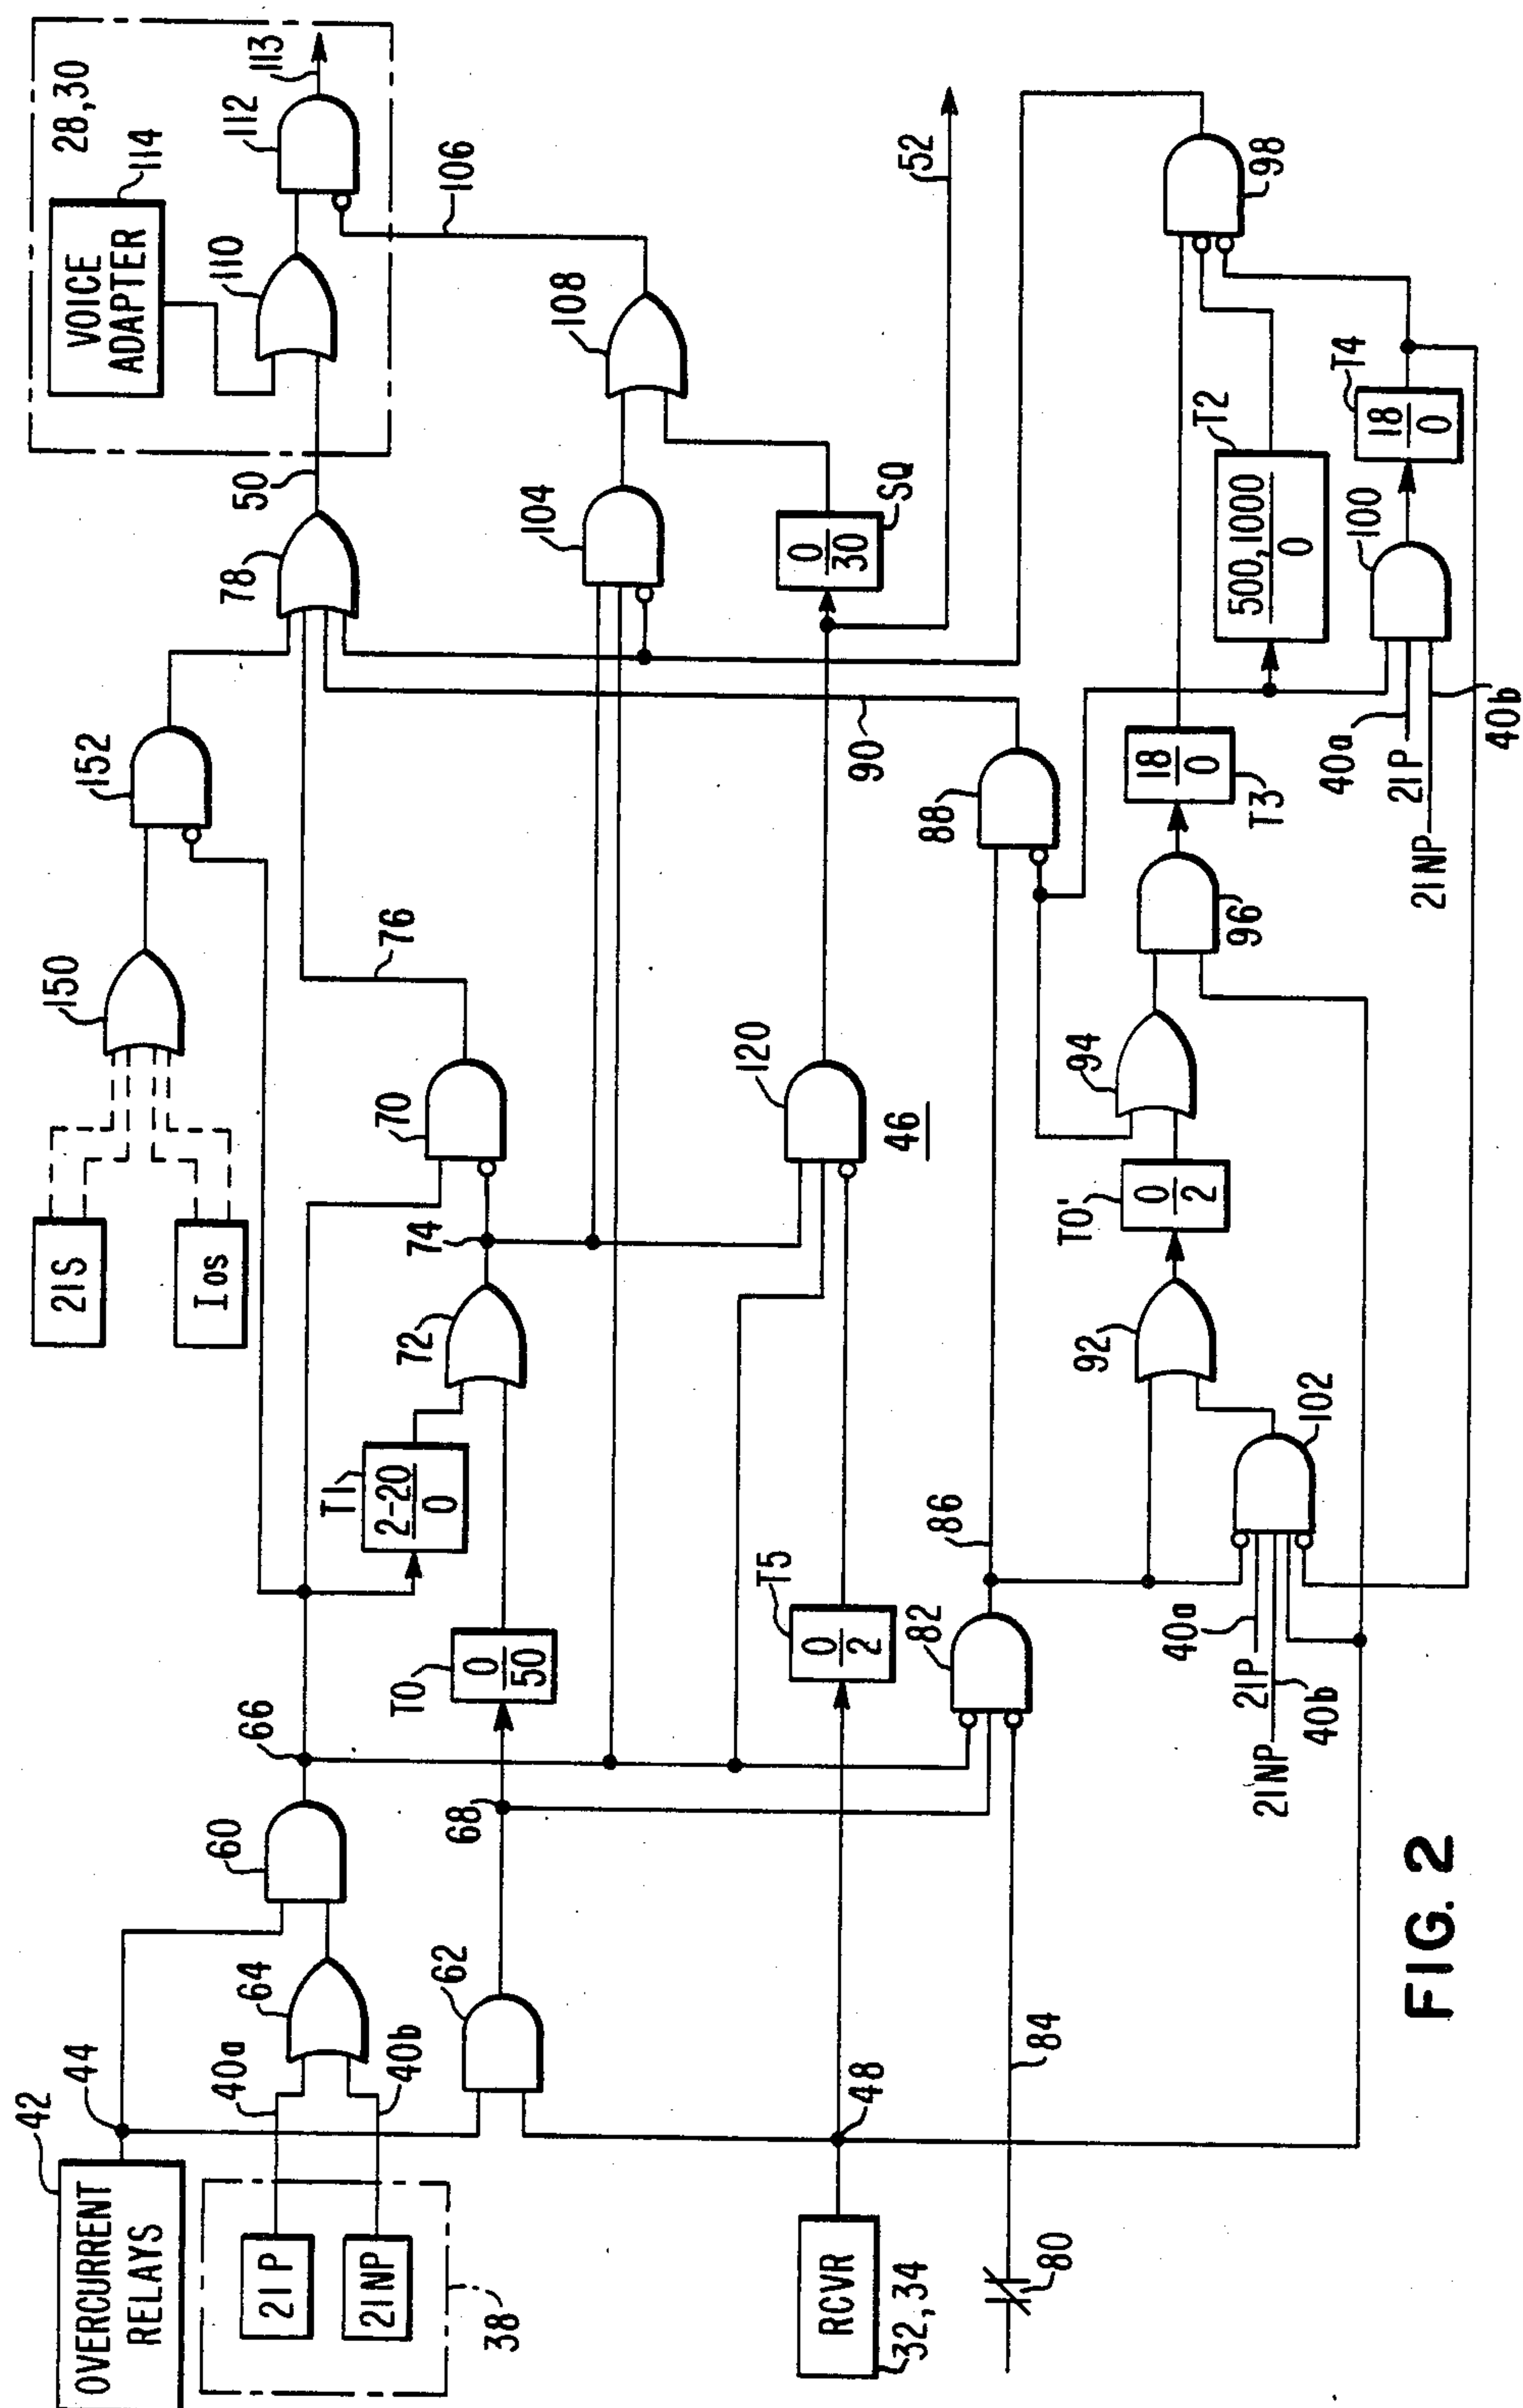 42
OVERCURRENT
RELAYS
44
21P
21NP
38
40a
40b
64
60
66
62
68
TO
0
50
T1
2-20
0
72
74
70
76
21S
Ios
150
152
78
50
VOICE
ADAPTER
114
28,30
110
112
113
106
108
104
RCVR
32,34
48
80
84
T5
0
2
120
46
0
30
SQ
52
82
86
88
90
21NP
21P
40a
40b
102
92
TO'
0
2
94
96
18
0
T3
T2
500,1000
0
98
21NP
21P
40a
40b
100
18
0
T4
FIG. 2